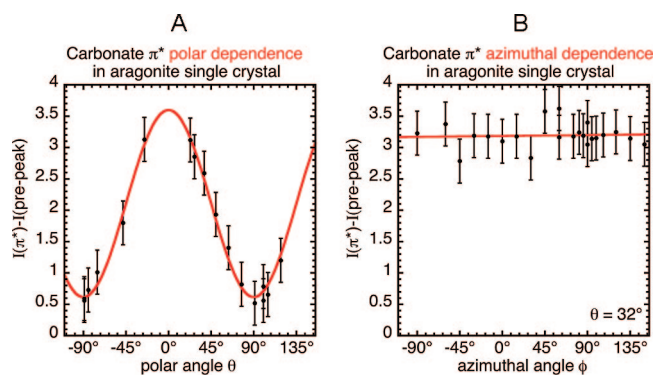 A
Carbonate π* polar dependence
in aragonite single crystal
I(π*)-I(pre-peak)
4
3.5
3
2.5
2
1.5
1
0.5
0
-90° -45° 0° 45° 90° 135°
polar angle θ
B
Carbonate π* azimuthal dependence
in aragonite single crystal
I(π*)-I(pre-peak)
4
3.5
3
2.5
2
1.5
1
0.5
0
θ = 32°
-90° -45° 0° 45° 90° 135°
azimuthal angle ϕ